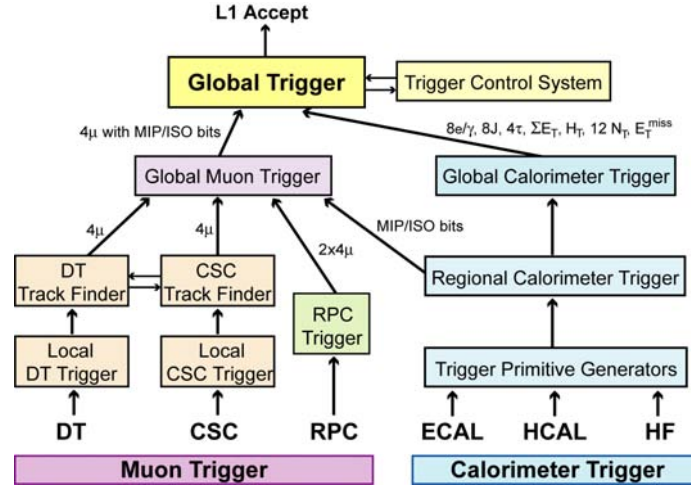 L1 Accept
Global Trigger
Trigger Control System
4μ with MIP/ISO bits
8e/γ, 8J, 4τ, ΣE_T, H_T, 12 N_T, E_T^miss
Global Muon Trigger
Global Calorimeter Trigger
4μ
4μ
2x4μ
MIP/ISO bits
DT
Track Finder
CSC
Track Finder
Regional Calorimeter Trigger
RPC
Trigger
Local
DT Trigger
Local
CSC Trigger
Trigger Primitive Generators
DT
CSC
RPC
ECAL
HCAL
HF
Muon Trigger
Calorimeter Trigger